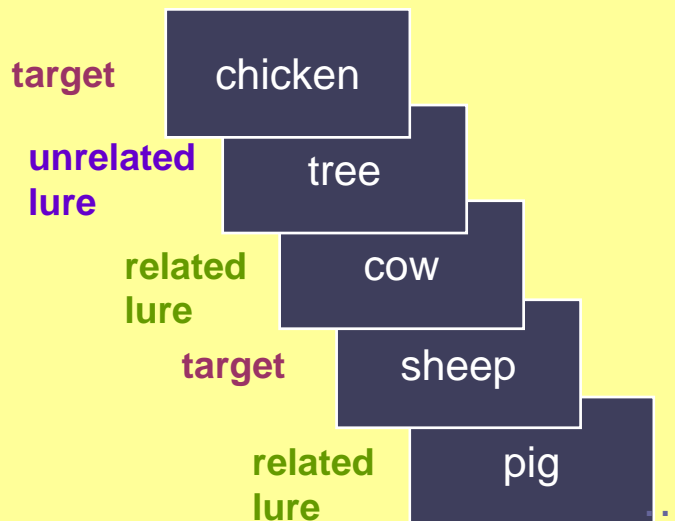 target
chicken
unrelated
lure
tree
related
lure
cow
target
sheep
related
lure
pig
..